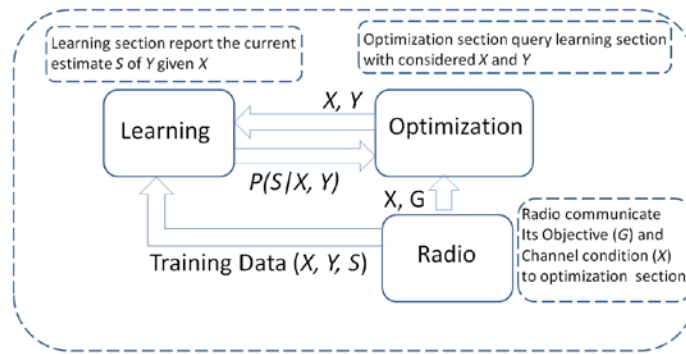 Learning section report the current
estimate S of Y given X
Optimization section query learning section
with considered X and Y
X, Y
Learning
Optimization
P(S|X, Y)
X, G
Radio communicate
Its Objective (G) and
Channel condition (X)
to optimization section
Radio
Training Data (X, Y, S)